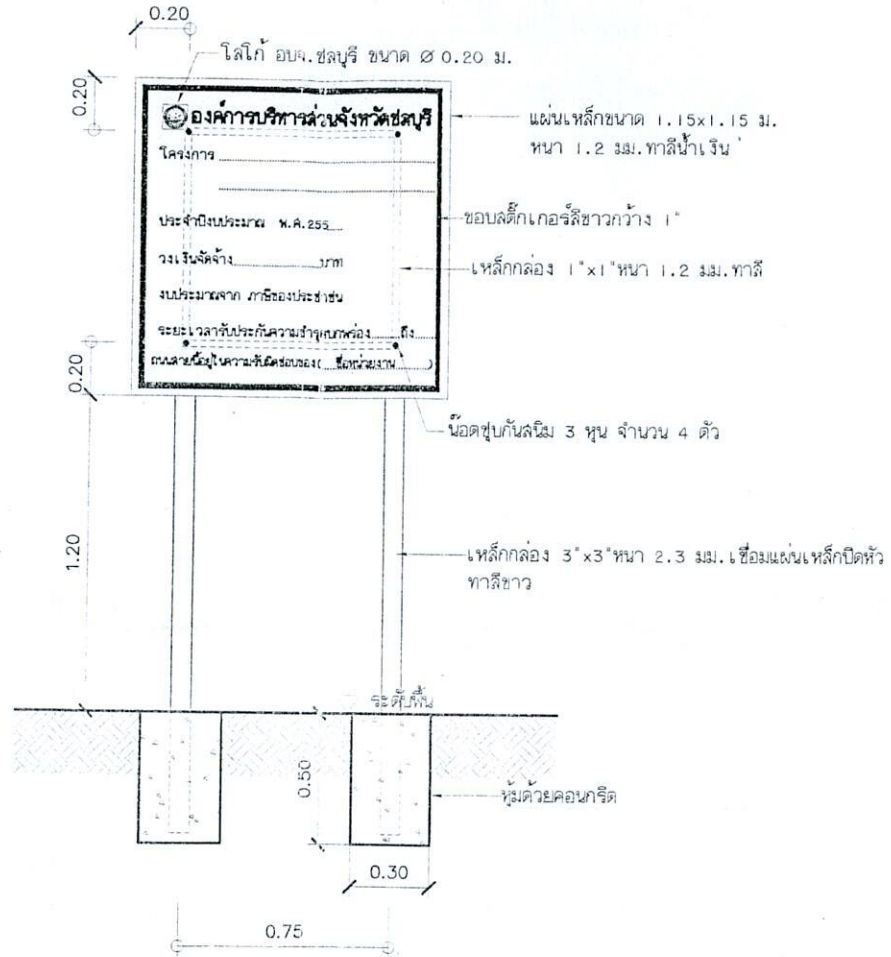 0.20
โลโก้ อบจ.ชลบุรี ขนาด Ø 0.20 ม.
0.20
องค์การบริหารส่วนจังหวัดชลบุรี
แผ่นเหล็กขนาด 1.15x1.15 ม.
หนา 1.2 มม.ทาสีน้ำเงิน
โครงการ
ประจำปีงบประมาณ พ.ศ.255
ขอบสติ๊กเกอร์สีขาวกว้าง 1"
วงเงินจัดจ้าง บาท
เหล็กกล่อง 1"x1"หนา 1.2 มม.ทาสี
งบประมาณจาก ภาษีของประชาชน
ระยะเวลารับประกันความชำรุดบกพร่อง ถึง
0.20
ถนนสายนี้อยู่ในความรับผิดชอบของ( ชื่อหน่วยงาน )
น๊อตชุบกันสนิม 3 หุน จำนวน 4 ตัว
1.20
เหล็กกล่อง 3"x3"หนา 2.3 มม.เชื่อมแผ่นเหล็กปิดหัว
ทาสีขาว
ระดับพื้น
0.50
หุ้มด้วยคอนกรีต
0.30
0.75